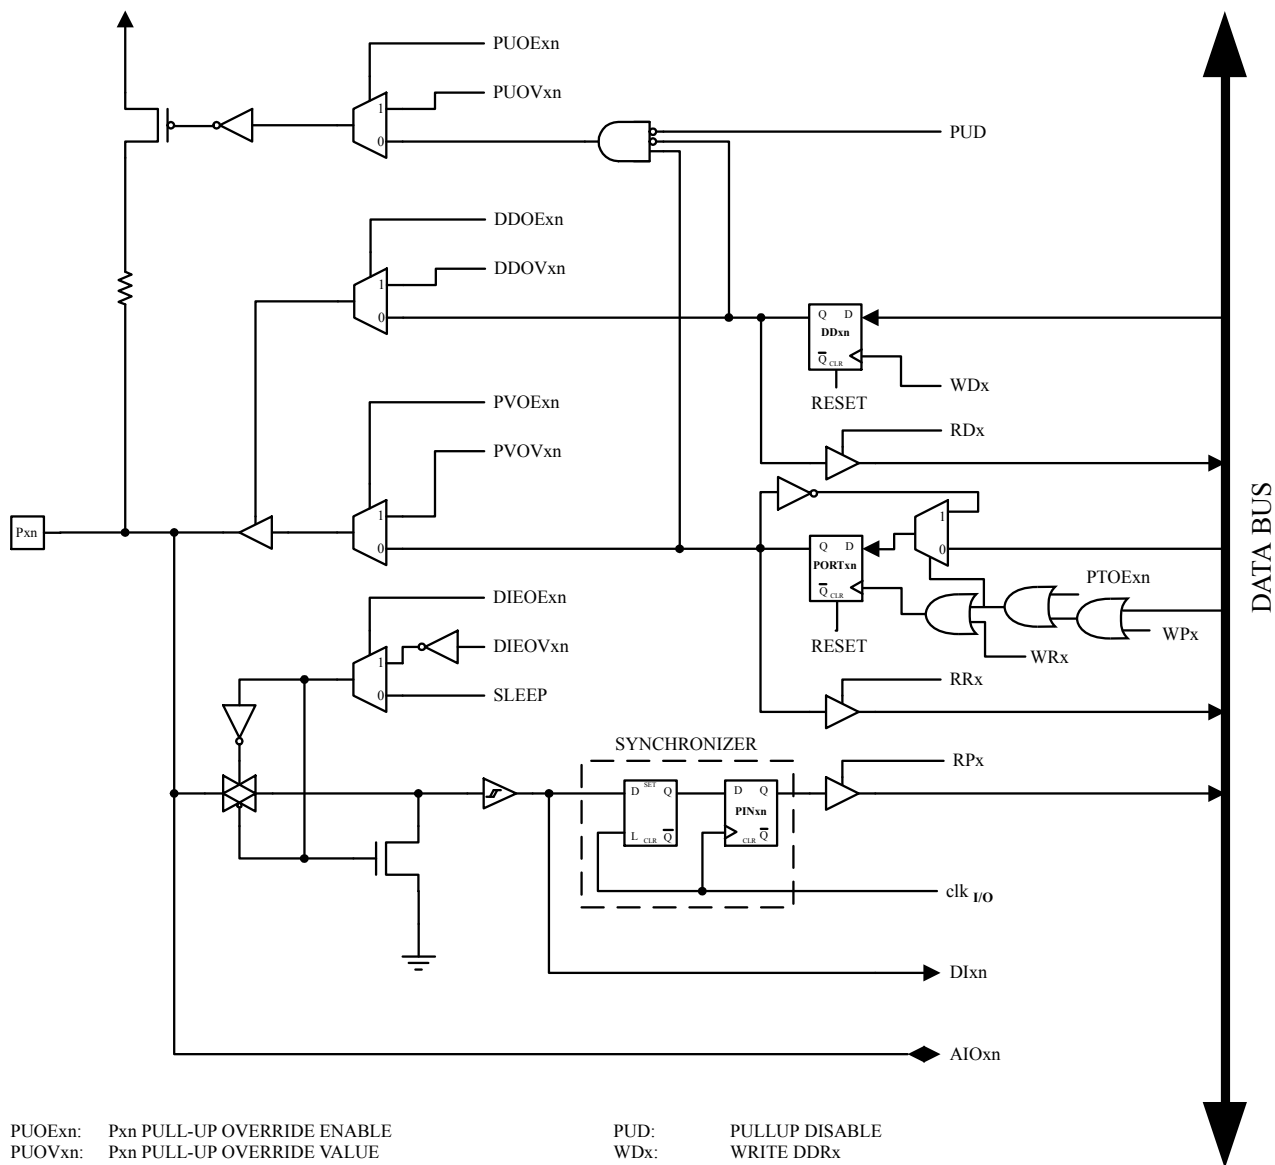 PUOExn
PUOVxn
1
0
PUD
DDOExn
DDOVxn
1
0
Q D
DDxn
Q CLR
WDx
RESET
RDx
PVOExn
PVOVxn
1
0
Pxn
1
0
Q D
PORTxn
Q CLR
PTOExn
WPx
RESET
WRx
DATA BUS
DIEOExn
DIEOVxn
1
0
SLEEP
RRx
SYNCHRONIZER
RPx
D SET Q
L CLR Q
D Q
PINxn
CLR Q
clk I/O
DIxn
AIOxn
PUOExn: Pxn PULL-UP OVERRIDE ENABLE
PUOVxn: Pxn PULL-UP OVERRIDE VALUE
PUD: PULLUP DISABLE
WDx: WRITE DDRx